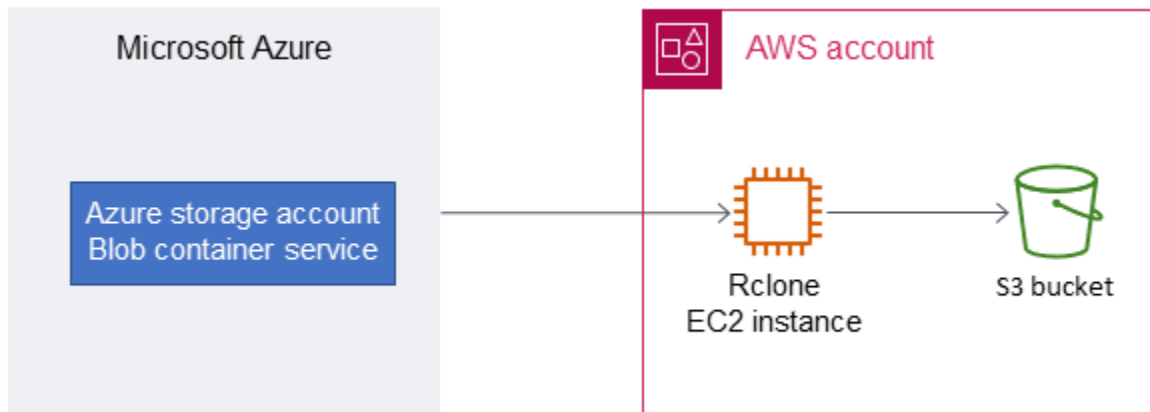 Microsoft Azure
AWS account
Azure storage account
Blob container service
Rclone
EC2 instance
S3 bucket